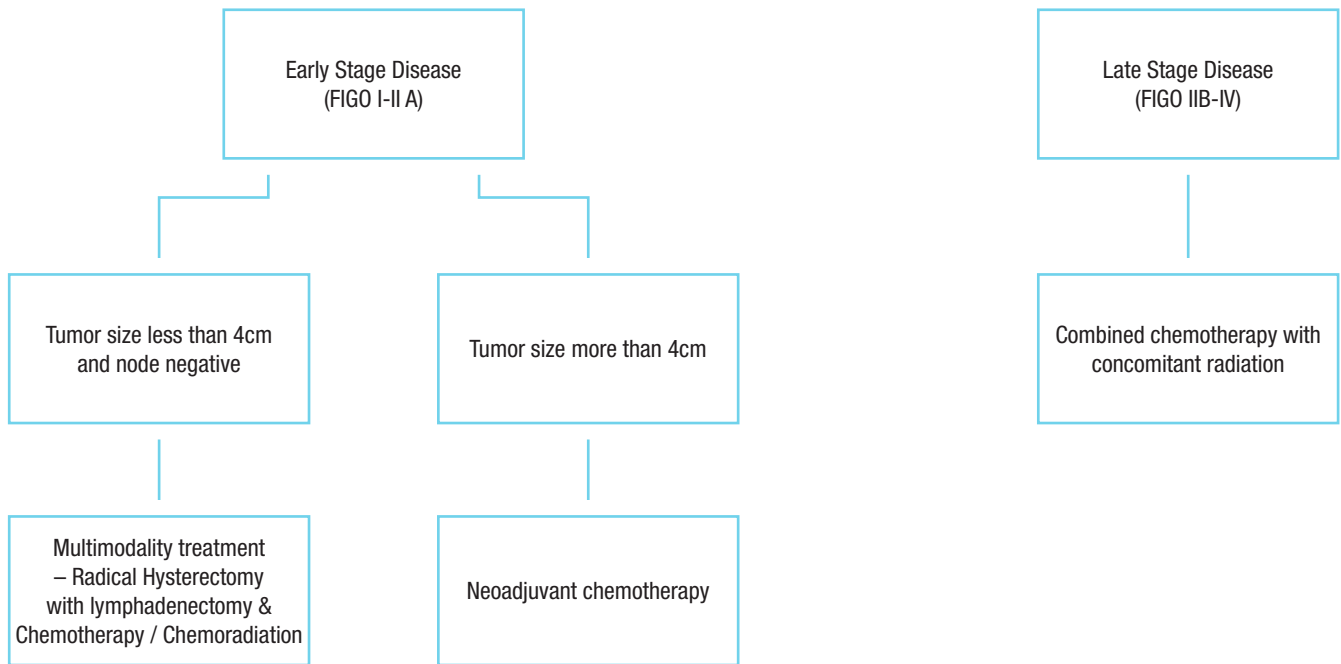 Early Stage Disease
(FIGO I-II A)
Late Stage Disease
(FIGO IIB-IV)
Tumor size less than 4cm
and node negative
Tumor size more than 4cm
Combined chemotherapy with
concomitant radiation
Multimodality treatment
– Radical Hysterectomy
with lymphadenectomy &
Chemotherapy / Chemoradiation
Neoadjuvant chemotherapy